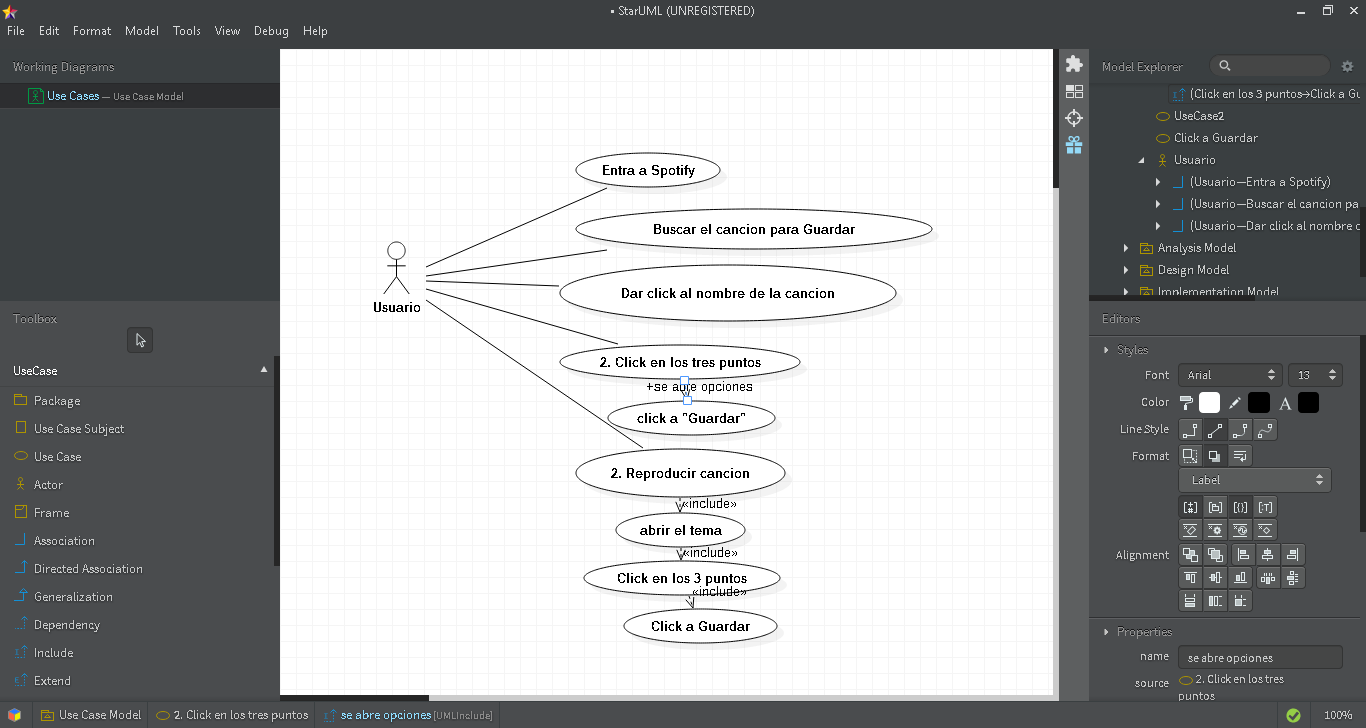 • StarUML (UNREGISTERED)
File Edit Format Model Tools View Debug Help
Working Diagrams
Use Cases — Use Case Model
Toolbox
UseCase
Package
Use Case Subject
Use Case
Actor
Frame
Association
Directed Association
Generalization
Dependency
Include
Extend
Usuario
Entra a Spotify
Buscar el cancion para Guardar
Dar click al nombre de la cancion
2. Click en los tres puntos
+se abre opciones
click a "Guardar"
2. Reproducir cancion
«include»
abrir el tema
«include»
Click en los 3 puntos
«include»
Click a Guardar
Model Explorer
(Click en los 3 puntos→Click a Gu
UseCase2
Click a Guardar
Usuario
(Usuario—Entra a Spotify)
(Usuario—Buscar el cancion pa
(Usuario—Dar click al nombre c
Analysis Model
Design Model
Implementation Model
Editors
Styles
Font Arial 13
Color A
Line Style
Format
Label
Alignment
Properties
name se abre opciones
source 2. Click en los tres
puntos
Use Case Model 2. Click en los tres puntos se abre opciones [UMLInclude] 100%